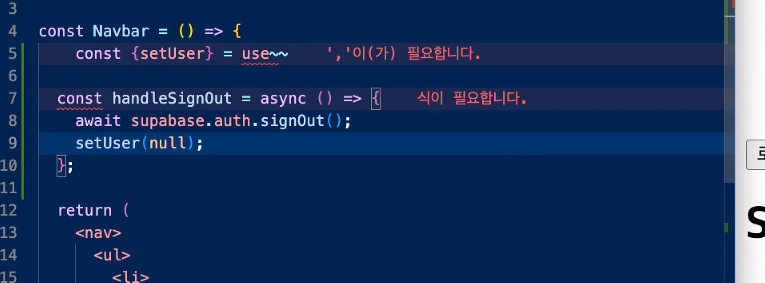 3
4 const Navbar = () => {
5 const {setUser} = use~~ ','이(가) 필요합니다.
6
7 const handleSignOut = async () => { 식이 필요합니다.
8 await supabase.auth.signOut();
9 setUser(null);
10 };
11
12 return (
13 <nav>
14 <ul>
15 <li>